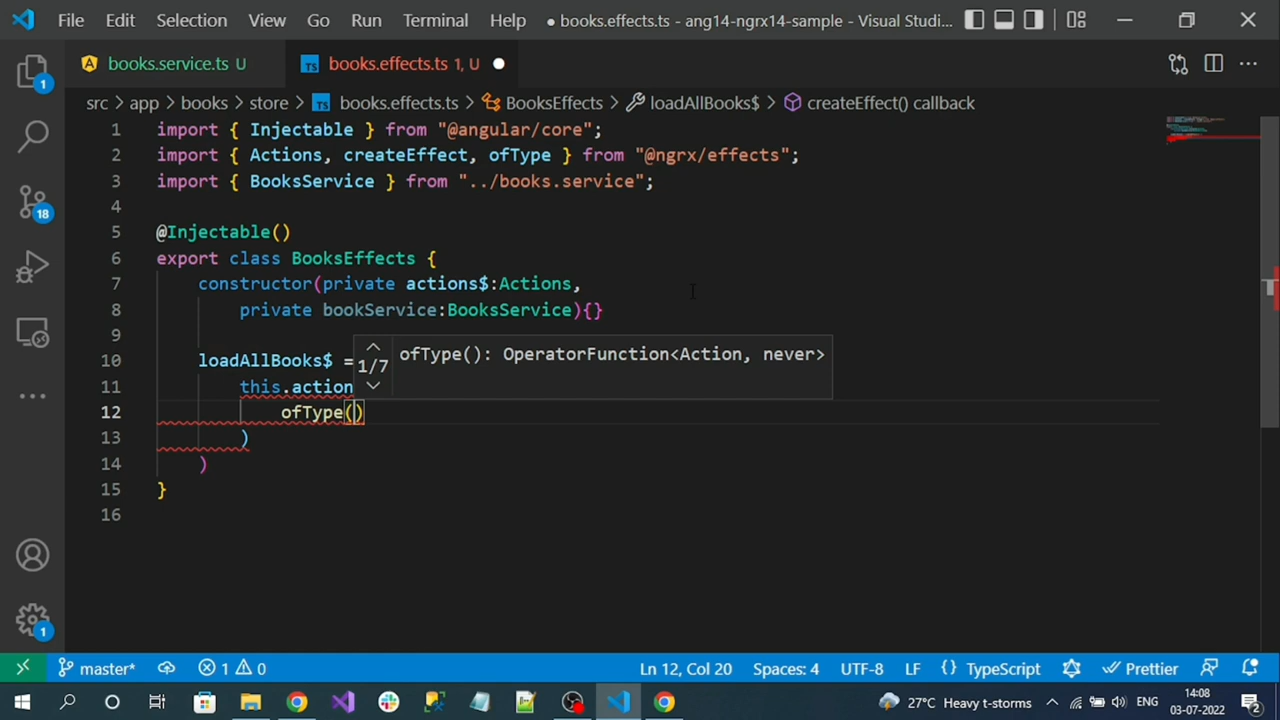 File Edit Selection View Go Run Terminal Help ● books.effects.ts - ang14-ngrx14-sample - Visual Studi...
books.service.ts U
books.effects.ts 1, U
src > app > books > store > TS books.effects.ts > BooksEffects > loadAllBooks$ > createEffect() callback
1 import { Injectable } from "@angular/core";
2 import { Actions, createEffect, ofType } from "@ngrx/effects";
3 import { BooksService } from "../books.service";
4
5 @Injectable()
6 export class BooksEffects {
7 constructor(private actions$:Actions,
8 private bookService:BooksService){}
9
10 loadAllBooks$ =
1/7 ofType(): OperatorFunction<Action, never>
11 this.action
12 ofType()
13 )
14 )
15 }
16
1
18
1
master* 1 0 Ln 12, Col 20 Spaces: 4 UTF-8 LF {} TypeScript Prettier
27°C Heavy t-storms ENG 14:08
03-07-2022 2